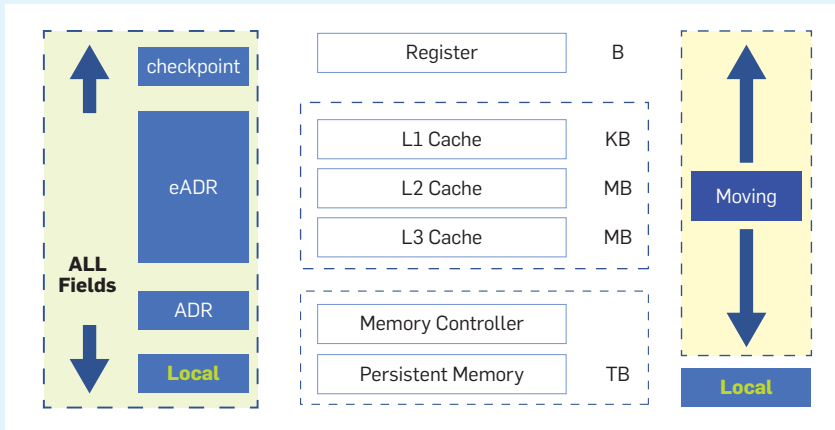 checkpoint
eADR
ALL
Fields
ADR
Local
Register
B
L1 Cache
KB
L2 Cache
MB
L3 Cache
MB
Memory Controller
Persistent Memory
TB
Moving
Local